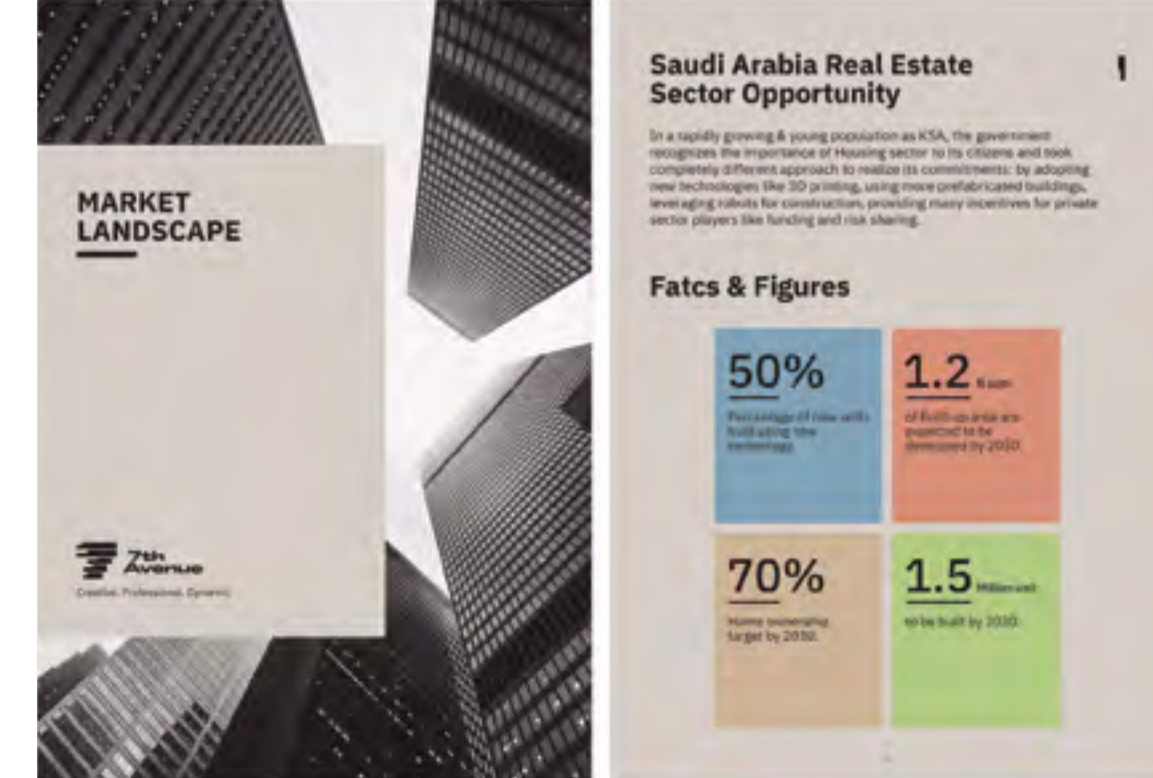 MARKET
LANDSCAPE
7th
Avenue
Creative. Professional. Dynamic.
Saudi Arabia Real Estate
Sector Opportunity
In a rapidly growing & young population as KSA, the government
recognizes the importance of Housing sector to its citizens and took
completely different approach to realize its commitments: by adopting
new technologies like 3D printing, using more prefabricated buildings,
leveraging robots for construction, providing many incentives for private
sector players like funding and risk sharing.
Fatcs & Figures
50%
Percentage of new units
built using new
technology.
1.2
of Built-up area are
expected to be
developed by 2030.
70%
Home ownership
target by 2030.
1.5 Million unit
to be built by 2030.